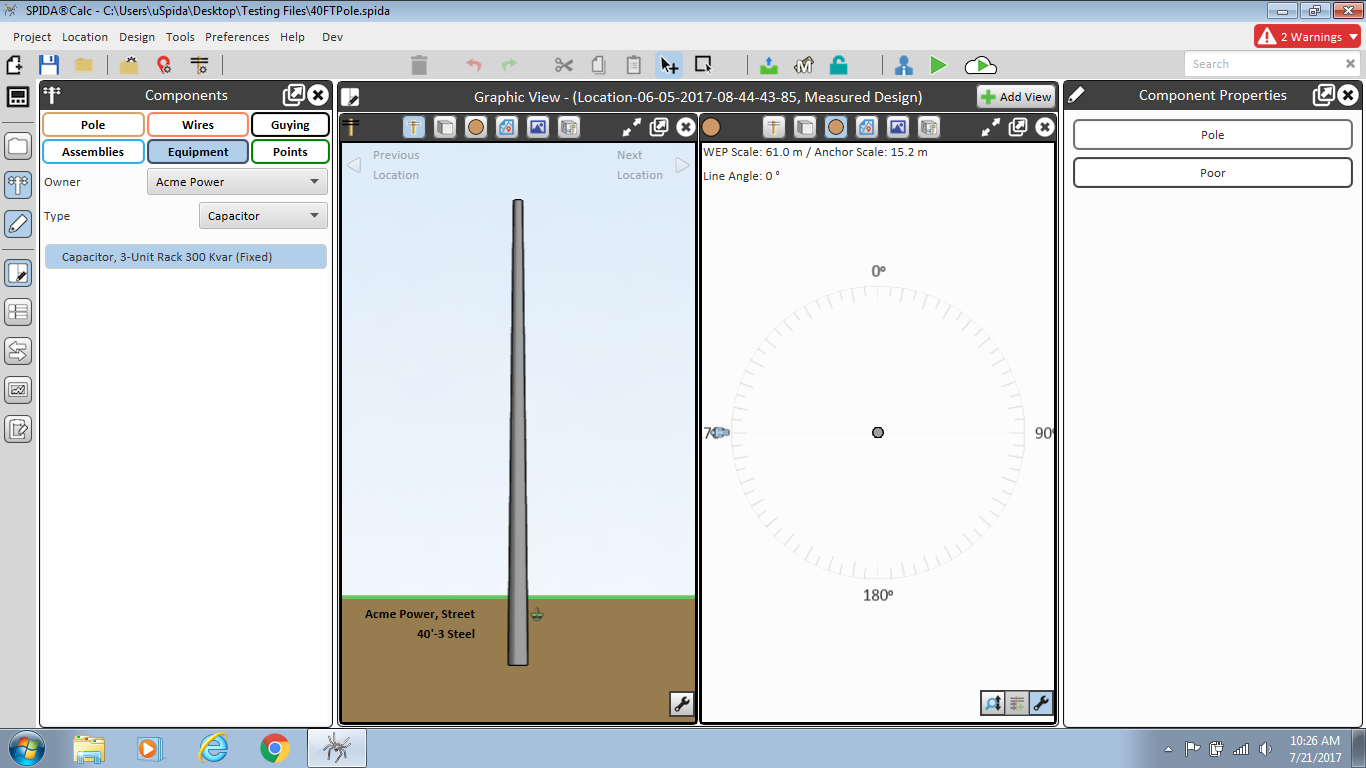 SPIDA®Calc - C:\Users\uSpida\Desktop\Testing Files\40FTPole.spida
Project Location Design Tools Preferences Help Dev
2 Warnings
Search
Components
Pole Wires Guying
Assemblies Equipment Points
Owner Acme Power
Type Capacitor
Capacitor, 3-Unit Rack 300 Kvar (Fixed)
Graphic View - (Location-06-05-2017-08-44-43-85, Measured Design)
Add View
Previous Location
Next Location
Acme Power, Street
40'-3 Steel
WEP Scale: 61.0 m / Anchor Scale: 15.2 m
Line Angle: 0 °
0º
90º
180º
Component Properties
Pole
Poor
10:26 AM
7/21/2017